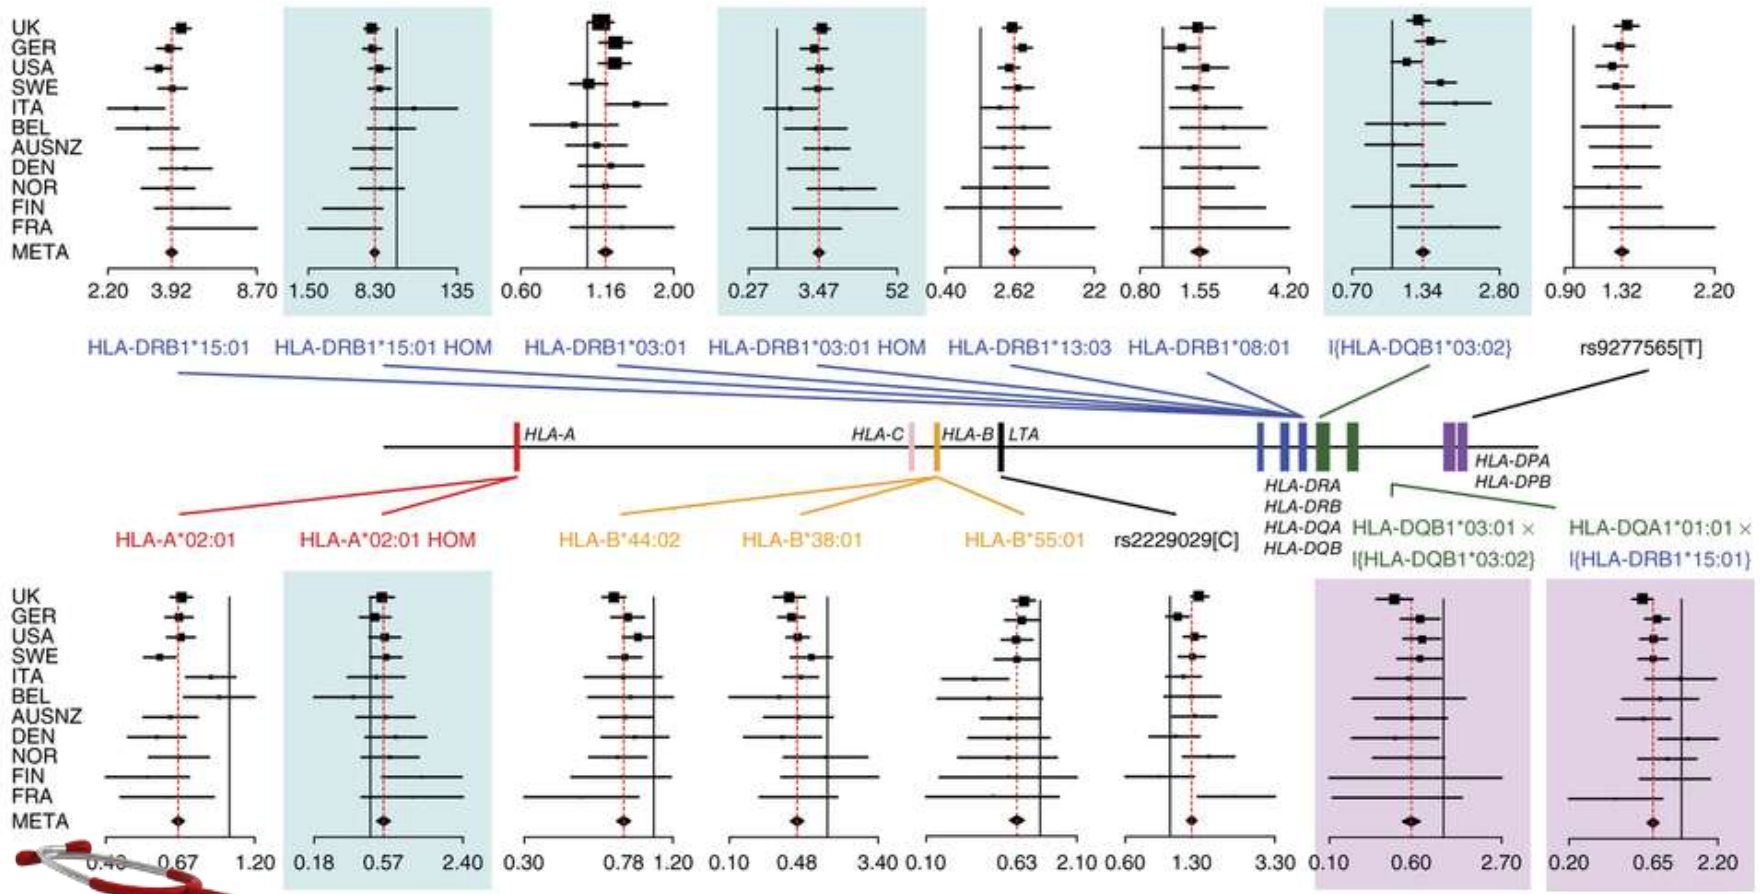 UK
GER
USA
SWE
ITA
BEL
AUSNZ
DEN
NOR
FIN
FRA
META
2.20 3.92 8.70 1.50 8.30 135 0.60 1.16 2.00 0.27 3.47 52 0.40 2.62 22 0.80 1.55 4.20 0.70 1.34 2.80 0.90 1.32 2.20
HLA-DRB1*15:01 HLA-DRB1*15:01 HOM HLA-DRB1*03:01 HLA-DRB1*03:01 HOM HLA-DRB1*13:03 HLA-DRB1*08:01 I{HLA-DQB1*03:02} rs9277565[T]
HLA-A HLA-C HLA-B LTA
HLA-DPA
HLA-DPB
HLA-DRA
HLA-DRB
HLA-DQA
HLA-DQB
HLA-A*02:01 HLA-A*02:01 HOM HLA-B*44:02 HLA-B*38:01 HLA-B*55:01 rs2229029[C]
HLA-DQB1*03:01 ×
I{HLA-DQB1*03:02}
HLA-DQA1*01:01 ×
I{HLA-DRB1*15:01}
UK
GER
USA
SWE
ITA
BEL
AUSNZ
DEN
NOR
FIN
FRA
META
0.67 1.20 0.18 0.57 2.40 0.30 0.78 1.20 0.10 0.48 3.40 0.10 0.63 2.10 0.60 1.30 3.30 0.10 0.60 2.70 0.20 0.65 2.20